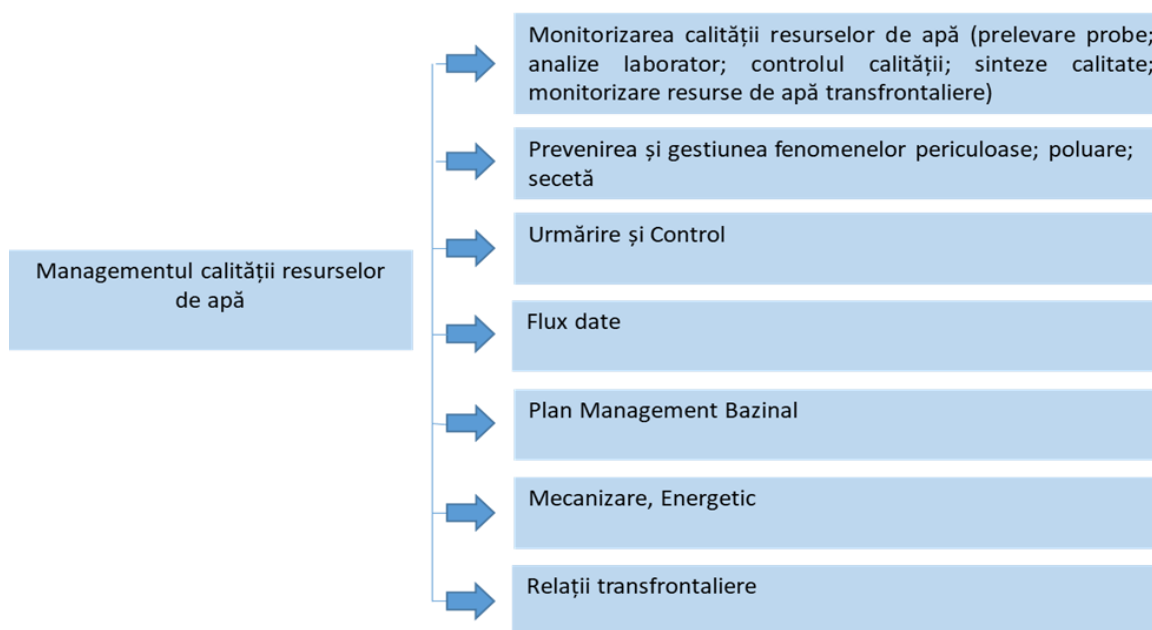 Monitorizarea calității resurselor de apă (prelevare probe;
analize laborator; controlul calității; sinteze calitate;
monitorizare resurse de apă transfrontaliere)
Prevenirea și gestiunea fenomenelor periculoase; poluare;
secetă
Urmărire și Control
Managementul calității resurselor
de apă
Flux date
Plan Management Bazinal
Mecanizare, Energetic
Relații transfrontaliere